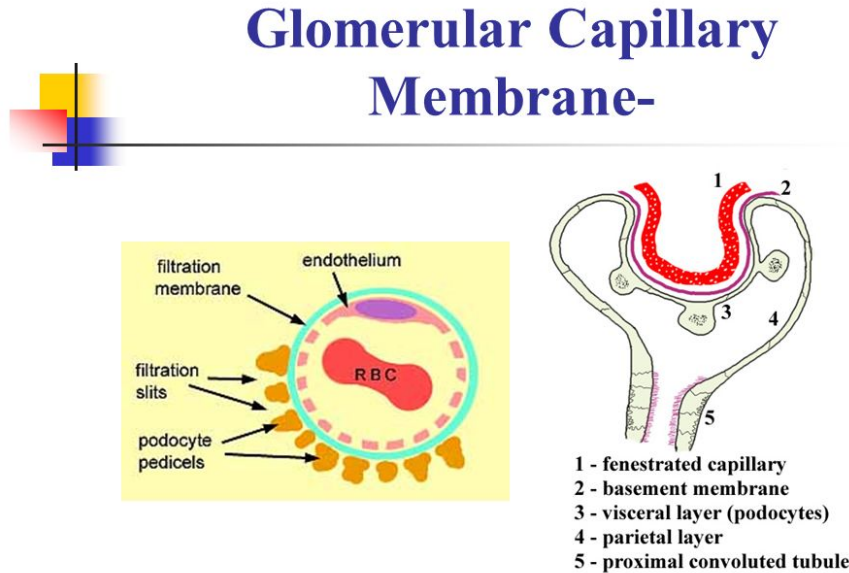 Glomerular Capillary
Membrane-
filtration
membrane
endothelium
filtration
slits
RBC
podocyte
pedicels
1
2
3
4
5
1 - fenestrated capillary
2 - basement membrane
3 - visceral layer (podocytes)
4 - parietal layer
5 - proximal convoluted tubule